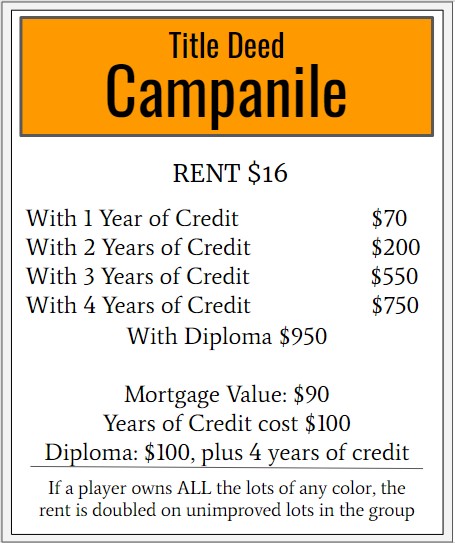 Title Deed
Campanile
RENT $16
With 1 Year of Credit $70
With 2 Years of Credit $200
With 3 Years of Credit $550
With 4 Years of Credit $750
With Diploma $950
Mortgage Value: $90
Years of Credit cost $100
Diploma: $100, plus 4 years of credit
If a player owns ALL the lots of any color, the
rent is doubled on unimproved lots in the group